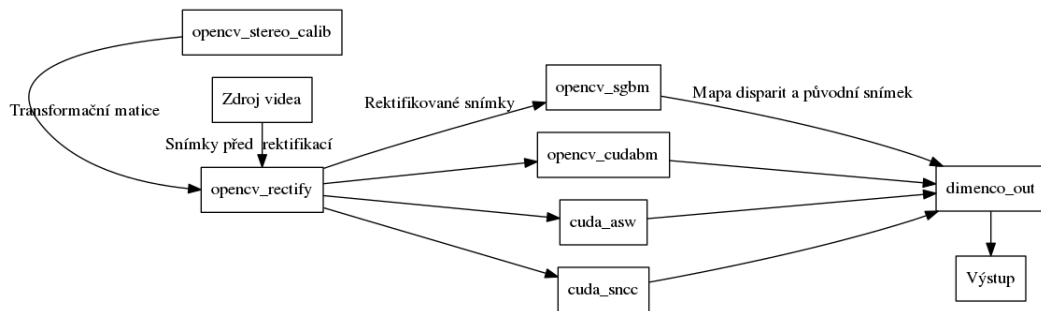 opencv_stereo_calib
Zdroj videa
Transformační matice
Snímky před rektifikací
opencv_rectify
Rektifikované snímky
opencv_sgbm
Mapa disparit a původní snímek
opencv_cudabm
cuda_asw
cuda_sncc
dimenco_out
Výstup